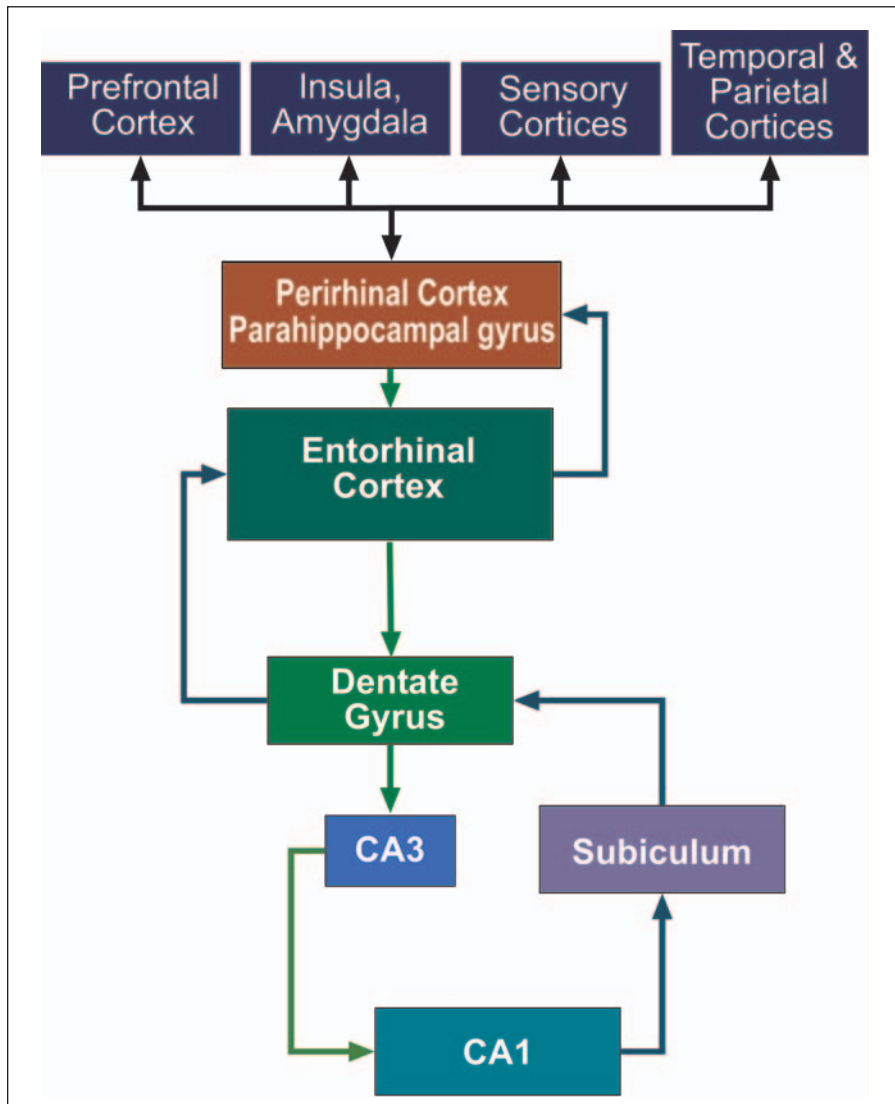 Prefrontal
Cortex
Insula,
Amygdala
Sensory
Cortices
Temporal &
Parietal
Cortices
Perirhinal Cortex
Parahippocampal gyrus
Entorhinal
Cortex
Dentate
Gyrus
CA3
Subiculum
CA1